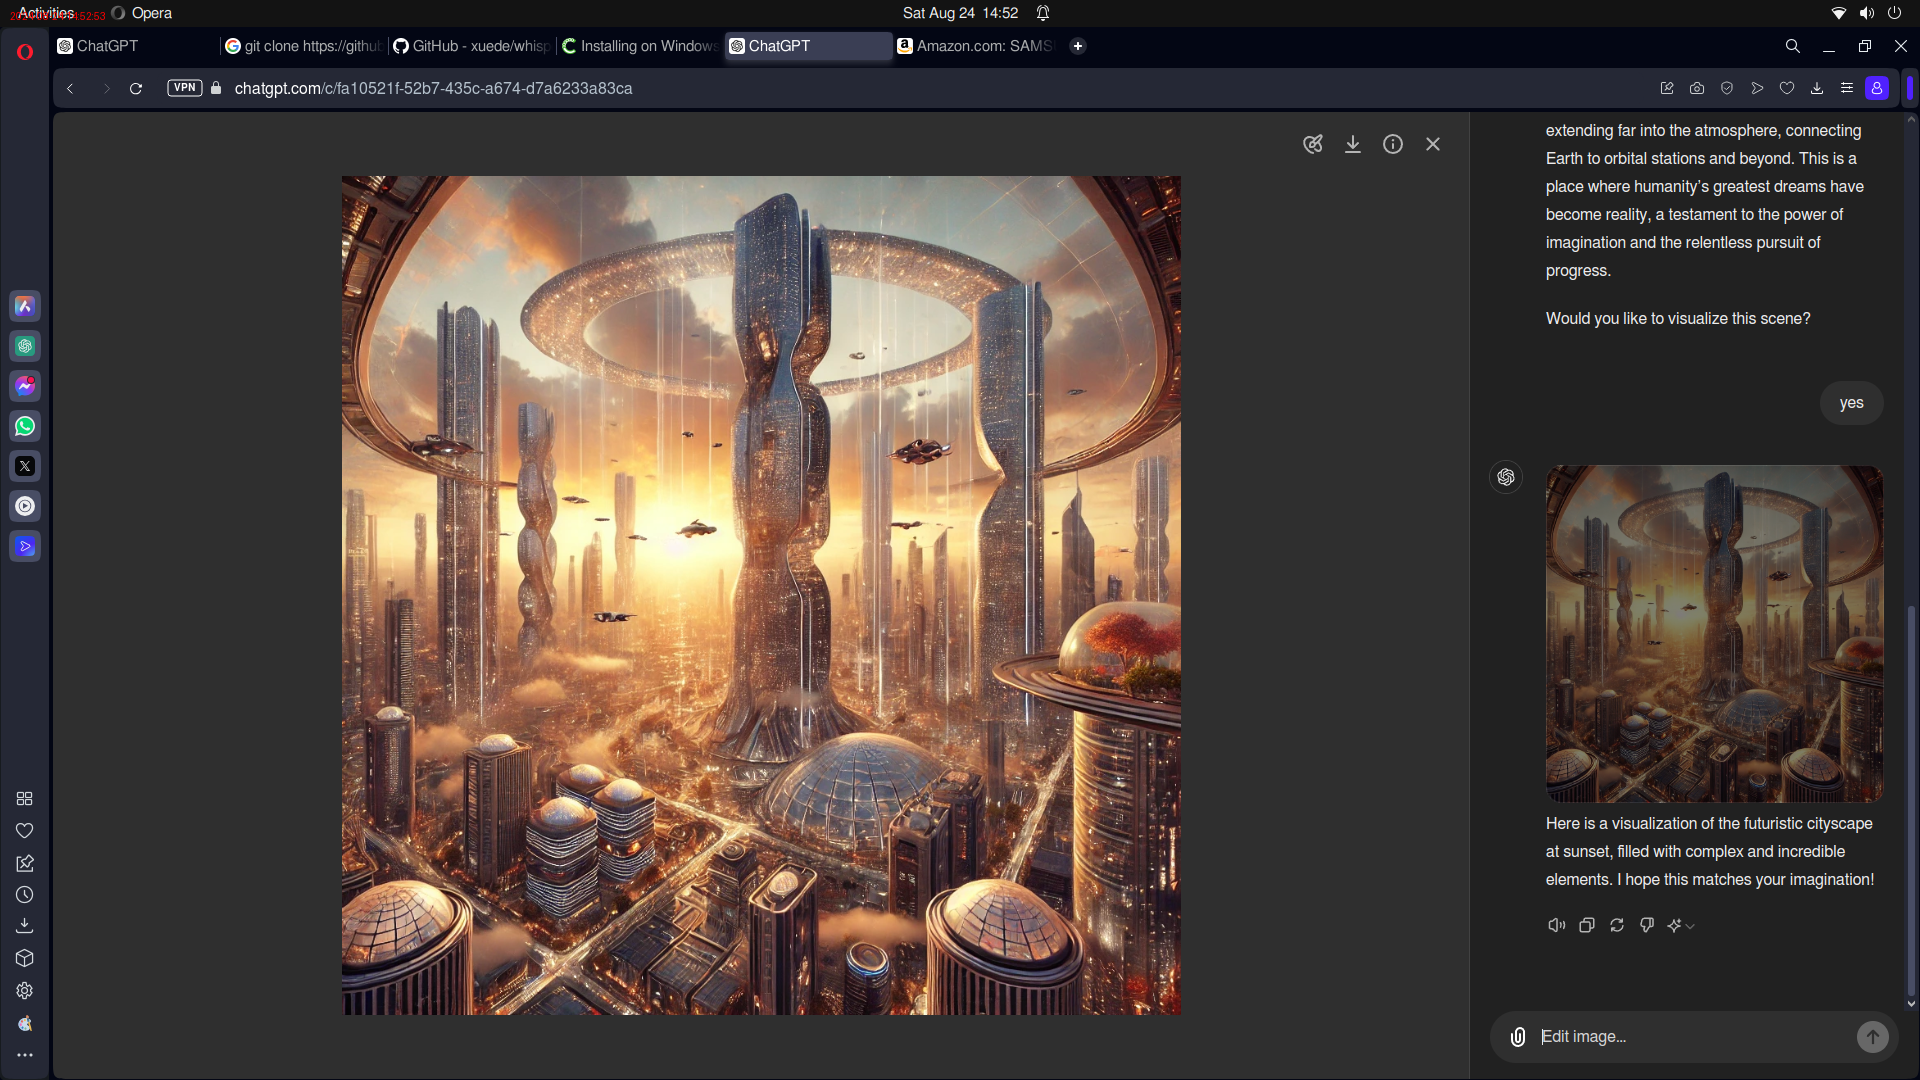 Activities
2024
52:53
Opera
Sat Aug 24 14:52
ChatGPT
git clone https://github
GitHub - xuede/whisp
Installing on Windows
ChatGPT
Amazon.com: SAMS
VPN
chatgpt.com/c/fa10521f-52b7-435c-a674-d7a6233a83ca
extending far into the atmosphere, connecting
Earth to orbital stations and beyond. This is a
place where humanity’s greatest dreams have
become reality, a testament to the power of
imagination and the relentless pursuit of
progress.
Would you like to visualize this scene?
yes
Here is a visualization of the futuristic cityscape
at sunset, filled with complex and incredible
elements. I hope this matches your imagination!
Edit image...